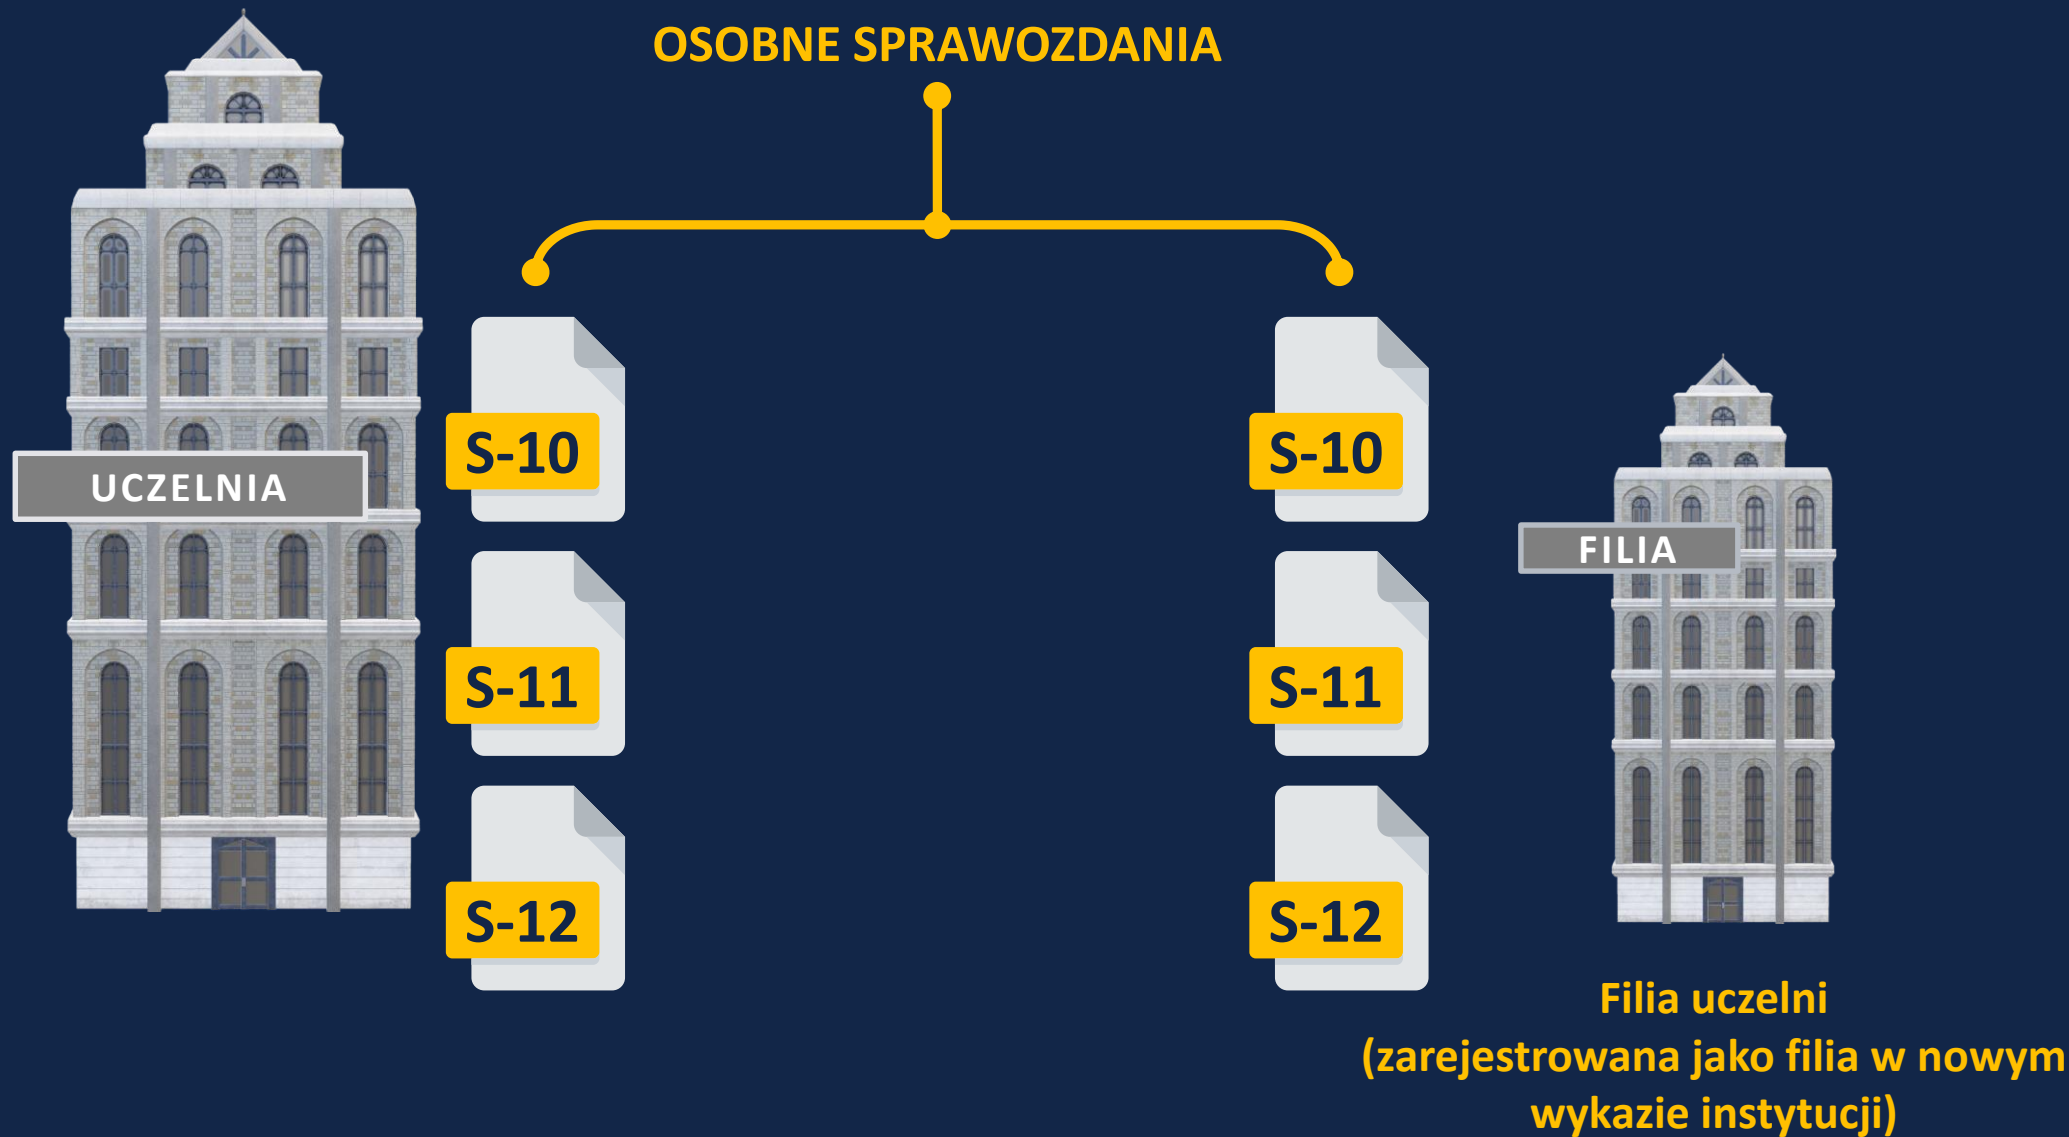 OSOBNE SPRAWOZDANIA
UCZELNIA
S-10
S-11
S-12
S-10
S-11
S-12
FILIA
Filia uczelni
(zarejestrowana jako filia w nowym
wykazie instytucji)